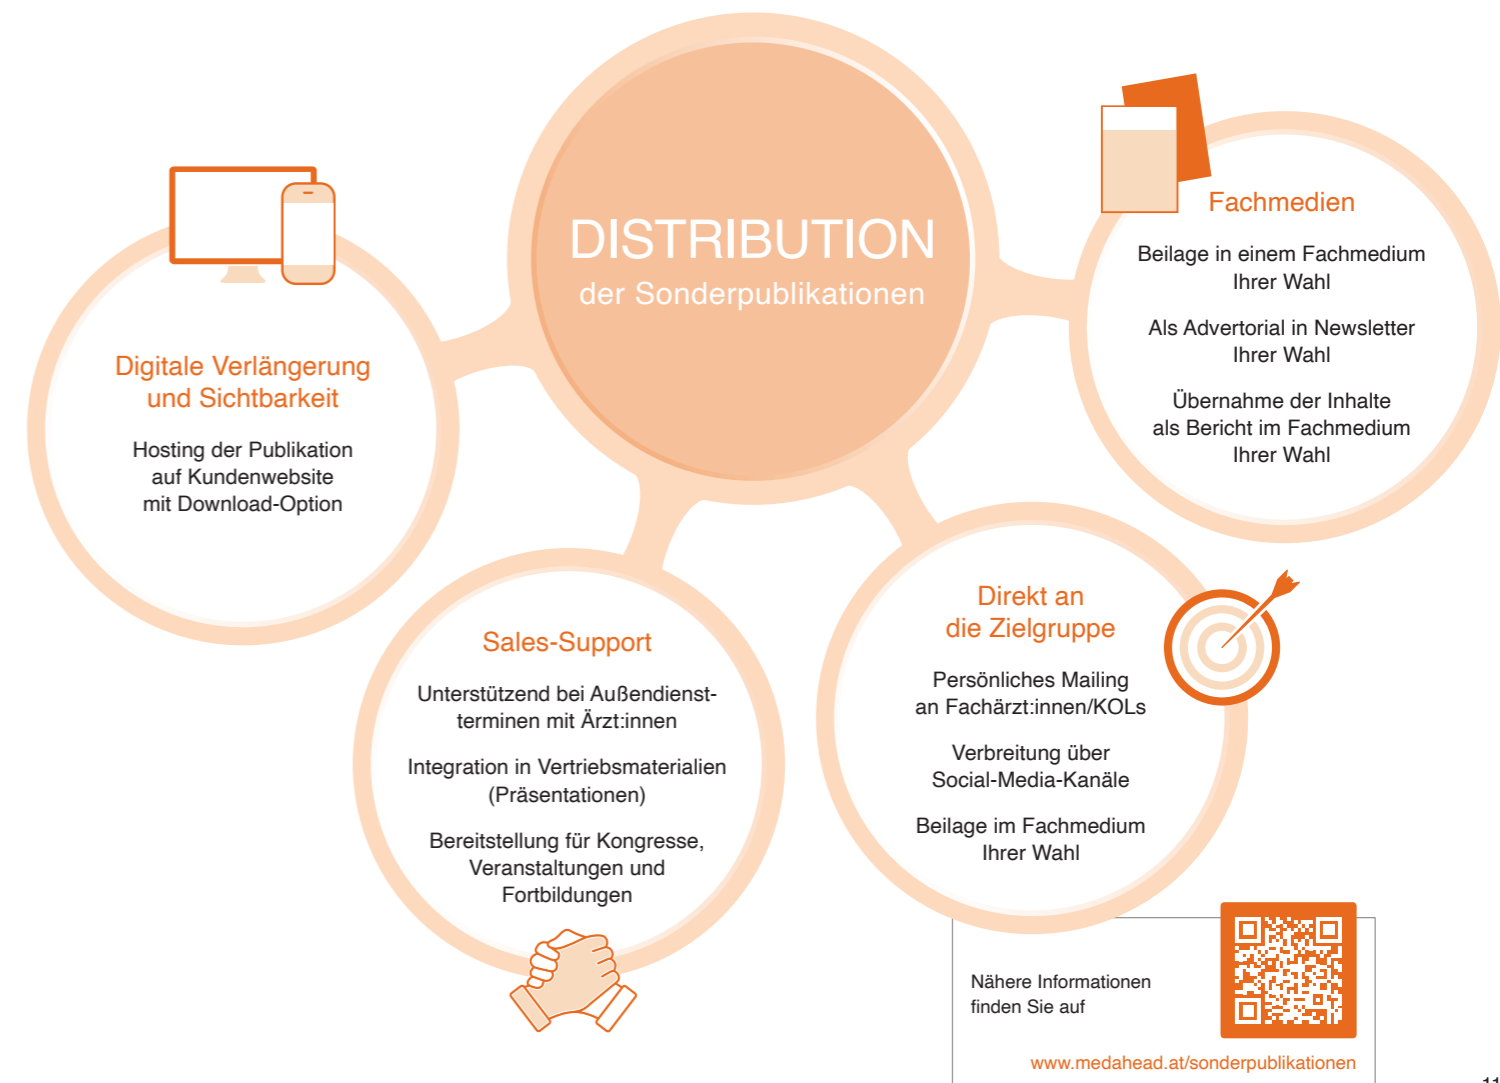 DISTRIBUTION
der Sonderpublikationen
Digitale Verlängerung
und Sichtbarkeit
Hosting der Publikation
auf Kundenwebsite
mit Download-Option
Sales-Support
Unterstützend bei Außendienst-
terminen mit Ärzt:innen
Integration in Vertriebsmaterialien
(Präsentationen)
Bereitstellung für Kongresse,
Veranstaltungen und
Fortbildungen
Direkt an
die Zielgruppe
Persönliches Mailing
an Fachärzt:innen/KOLs
Verbreitung über
Social-Media-Kanäle
Beilage im Fachmedium
Ihrer Wahl
Fachmedien
Beilage in einem Fachmedium
Ihrer Wahl
Als Advertorial in Newsletter
Ihrer Wahl
Übernahme der Inhalte
als Bericht im Fachmedium
Ihrer Wahl
Nähere Informationen
finden Sie auf
www.medahead.at/sonderpublikationen
11